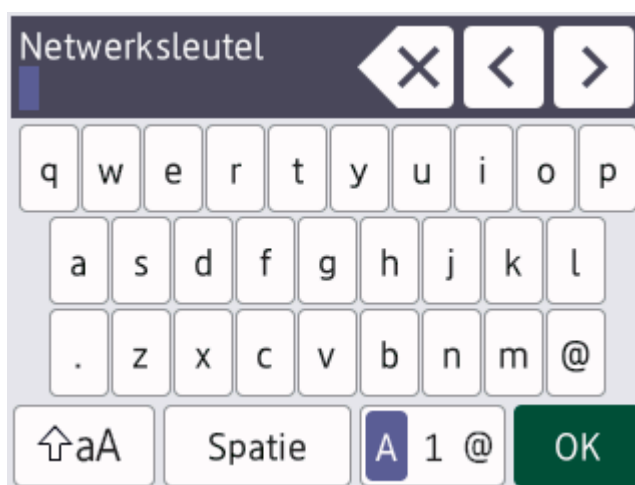 Netwerksleutel
q w e r t y u i o p
a s d f g h j k l
. z x c v b n m @
aA Spatie A 1 @ OK